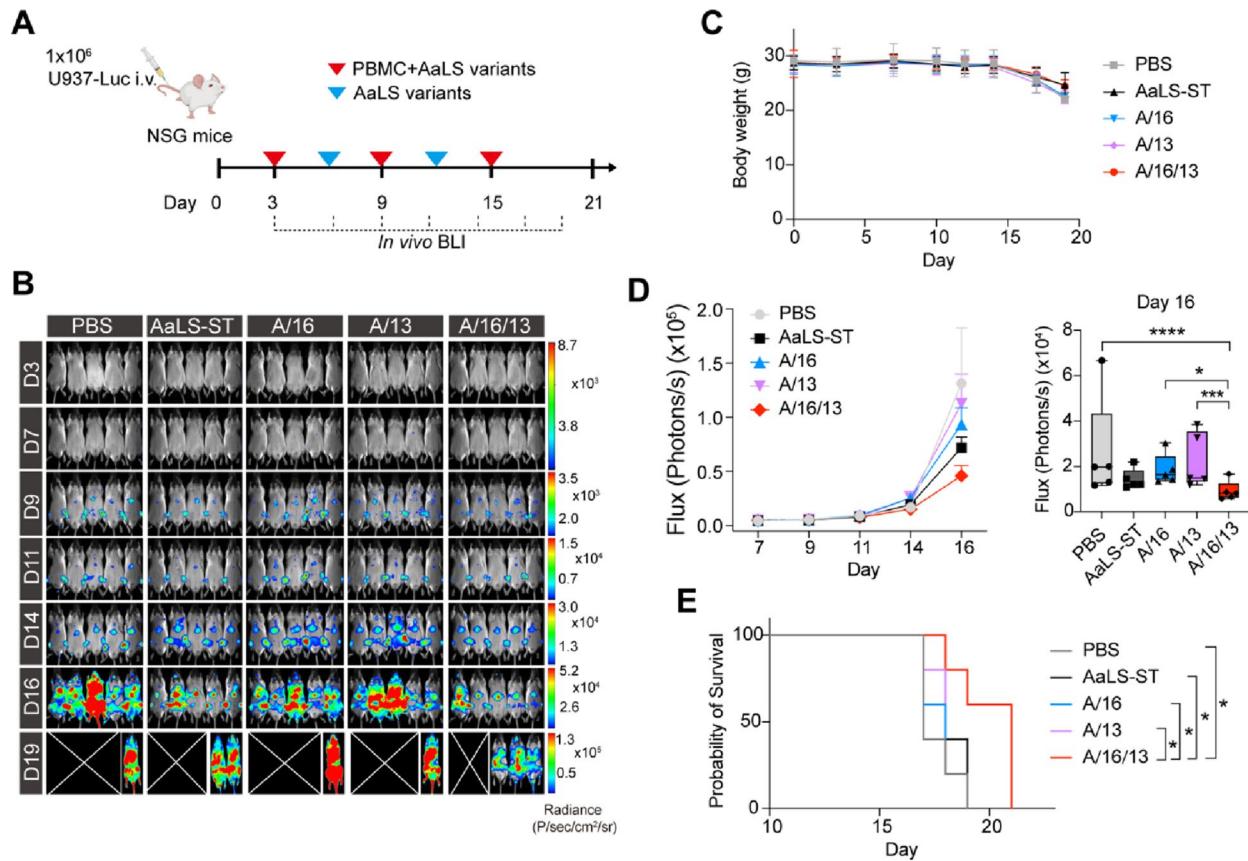 A
1x10⁶
U937-Luc i.v.
NSG mice
PBMC+AaLS variants
AaLS variants
Day 0 3 9 15 21
In vivo BLI
B
PBS AaLS-ST A/16 A/13 A/16/13
D3
D7
D9
D11
D14
D16
D19
8.7
x10³
3.8
3.5
x10³
2.0
1.5
x10⁴
0.7
3.0
x10⁴
1.3
5.2
x10⁴
2.6
1.3
x10⁵
0.5
Radiance
(P/sec/cm²/sr)
C
Body weight (g)
30
20
10
0
0 5 10 15 20
Day
PBS
AaLS-ST
A/16
A/13
A/16/13
D
Flux (Photons/s) (x10⁵)
2.0
1.5
1.0
0.5
0.0
7 9 11 14 16
Day
PBS
AaLS-ST
A/16
A/13
A/16/13
Day 16
Flux (Photons/s) (x10⁴)
8
6
4
2
0
****
*
***
PBS
AaLS-ST
A/16
A/13
A/16/13
E
Probability of Survival
100
50
0
10 15 20
Day
PBS
AaLS-ST
A/16
A/13
A/16/13
* * * *